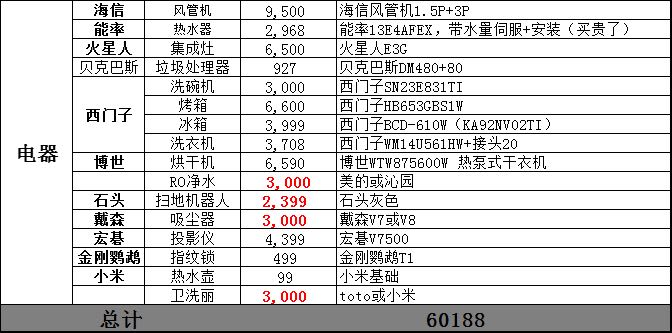 海信 风管机 9,500 海信风管机1.5P+3P
能率 热水器 2,968 能率13E4AFEX，带水量伺服+安装（买贵了）
火星人 集成灶 6,500 火星人E3G
贝克巴斯 垃圾处理器 927 贝克巴斯DM480+80
西门子 洗碗机 3,000 西门子SN23E831TI
烤箱 6,600 西门子HB653GBS1W
冰箱 3,999 西门子BCD-610W（KA92NV02TI）
洗衣机 3,708 西门子WM14U561HW+接头20
电器
博世 烘干机 6,590 博世WTW875600W 热泵式干衣机
RO净水 3,000 美的或沁园
石头 扫地机器人 2,399 石头灰色
戴森 吸尘器 3,000 戴森V7或V8
宏碁 投影仪 4,399 宏碁V7500
金刚鹦鹉 指纹锁 499 金刚鹦鹉T1
小米 热水壶 99 小米基础
卫洗丽 3,000 toto或小米
总计 60188